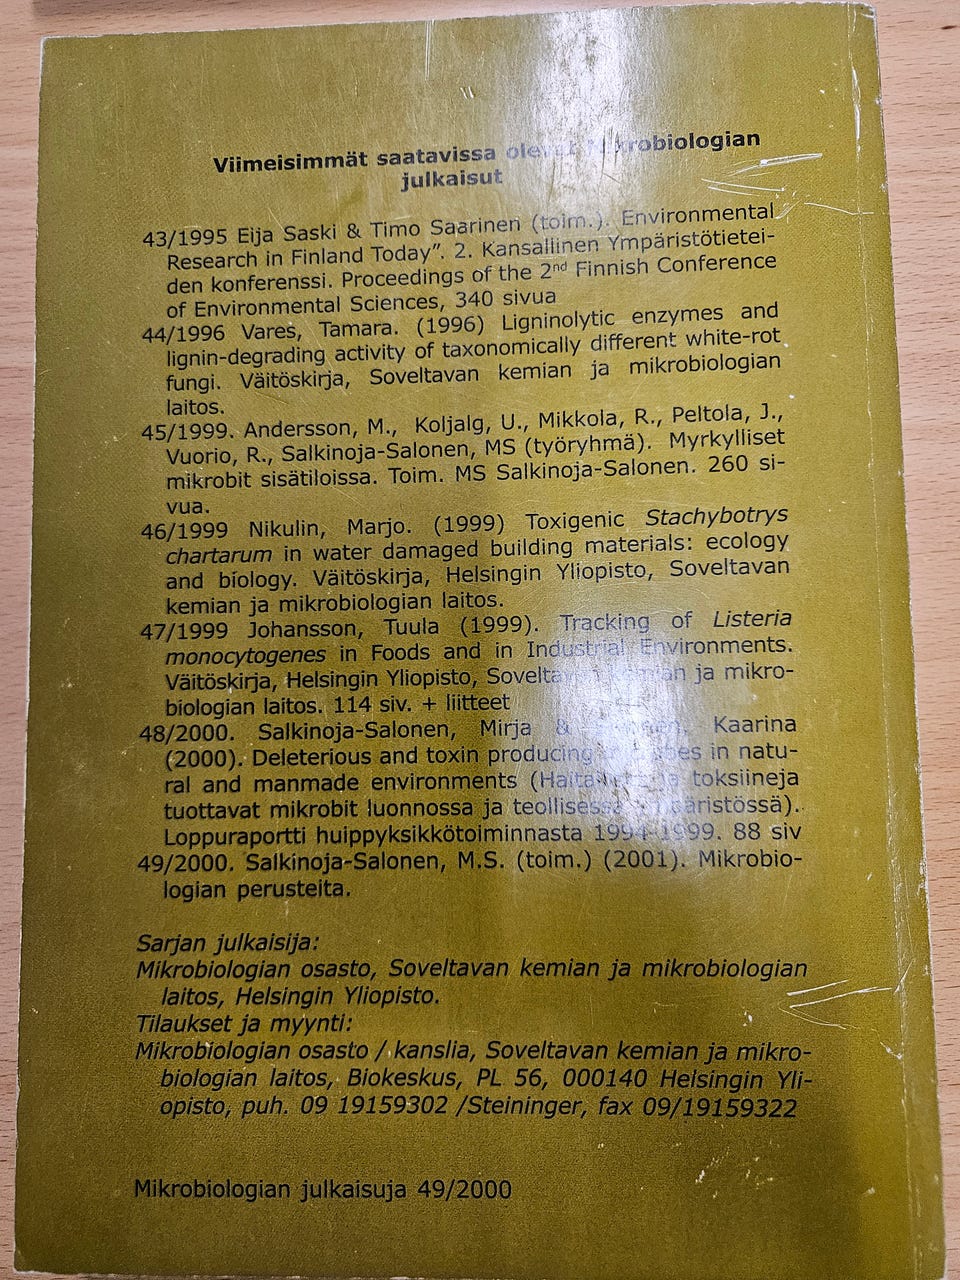 Viimeisimmät saatavissa olevat Mikrobiologian
julkaisut
43/1995 Eija Saski & Timo Saarinen (toim.). Environmental
Research in Finland Today”. 2. Kansallinen Ympäristötietei-
den konferenssi. Proceedings of the 2nd Finnish Conference
of Environmental Sciences, 340 sivua
44/1996 Vares, Tamara. (1996) Ligninolytic enzymes and
lignin-degrading activity of taxonomically different white-rot
fungi. Väitöskirja, Soveltavan kemian ja mikrobiologian
laitos.
45/1999. Andersson, M., Koljalg, U., Mikkola, R., Peltola, J.,
Vuorio, R., Salkinoja-Salonen, MS (työryhmä). Myrkylliset
mikrobit sisätiloissa. Toim. MS Salkinoja-Salonen. 260 si-
vua.
46/1999 Nikulin, Marjo. (1999) Toxigenic Stachybotrys
chartarum in water damaged building materials: ecology
and biology. Väitöskirja, Helsingin Yliopisto, Soveltavan
kemian ja mikrobiologian laitos.
47/1999 Johansson, Tuula (1999). Tracking of Listeria
monocytogenes in Foods and in Industrial Environments.
Väitöskirja, Helsingin Yliopisto, Soveltavan kemian ja mikro-
biologian laitos. 114 siv. + liitteet
48/2000. Salkinoja-Salonen, Mirja & Kaarina
(2000). Deleterious and toxin producing microbes in natu-
ral and manmade environments (Haitalliset ja toksiineja
tuottavat mikrobit luonnossa ja teollisessa ympäristössä).
Loppuraportti huippyksikkötoiminnasta 1994-1999. 88 siv
49/2000. Salkinoja-Salonen, M.S. (toim.) (2001). Mikrobio-
logian perusteita.
Sarjan julkaisija:
Mikrobiologian osasto, Soveltavan kemian ja mikrobiologian
laitos, Helsingin Yliopisto.
Tilaukset ja myynti:
Mikrobiologian osasto / kanslia, Soveltavan kemian ja mikro-
biologian laitos, Biokeskus, PL 56, 000140 Helsingin Yli-
opisto, puh. 09 19159302 /Steininger, fax 09/19159322
Mikrobiologian julkaisuja 49/2000